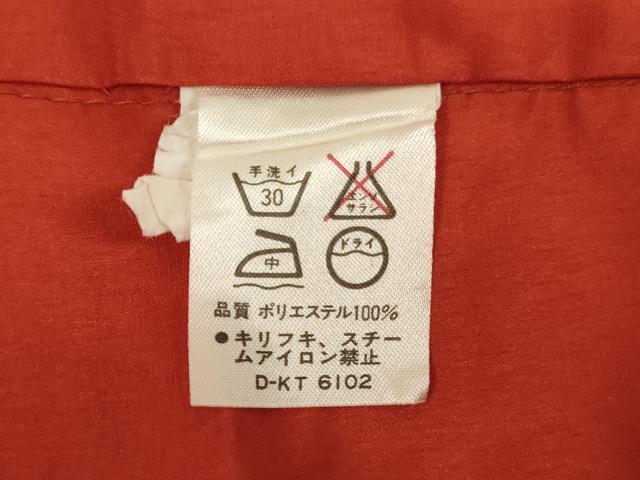 手洗イ
30
エンソ
サラシ
中
ドライ
品質 ポリエステル100%
●キリフキ、スチー
ムアイロン禁止
D-KT 6102